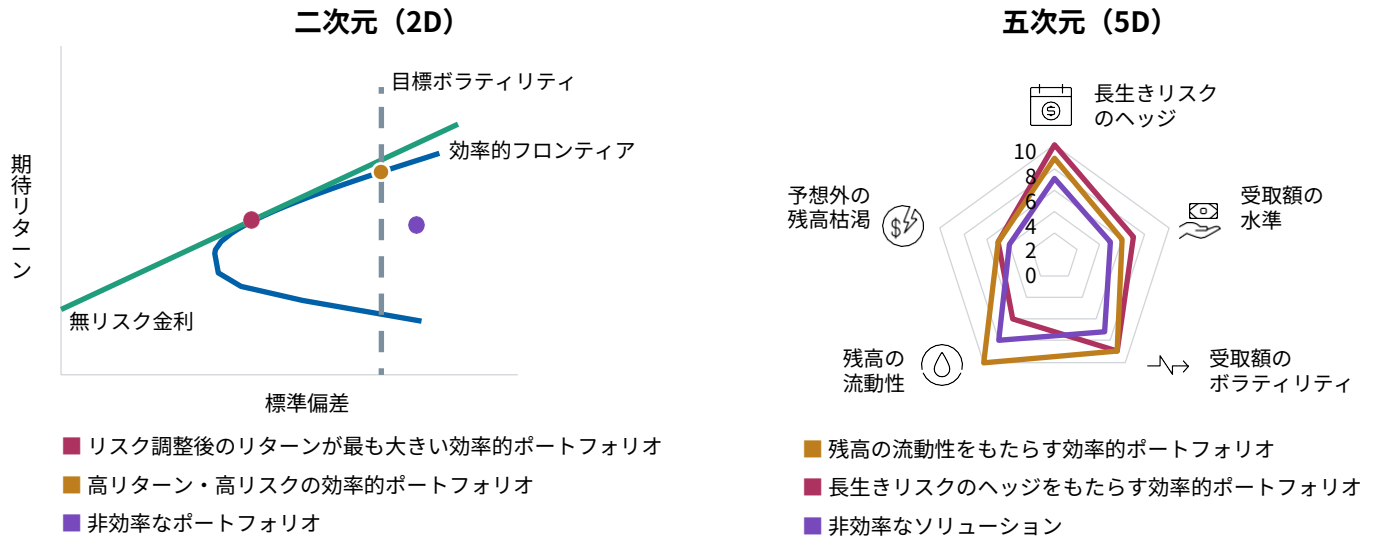 二次元（2D）
目標ボラティリティ
効率的フロンティア
期待リターン
無リスク金利
標準偏差
リスク調整後のリターンが最も大きい効率的ポートフォリオ
高リターン・高リスクの効率的ポートフォリオ
非効率なポートフォリオ
五次元（5D）
長生きリスク
のヘッジ
10
8
6
4
2
0
予想外の
残高枯渇
$
受取額の
水準
残高の
流動性
受取額の
ボラティリティ
残高の流動性をもたらす効率的ポートフォリオ
長生きリスクのヘッジをもたらす効率的ポートフォリオ
非効率なソリューション